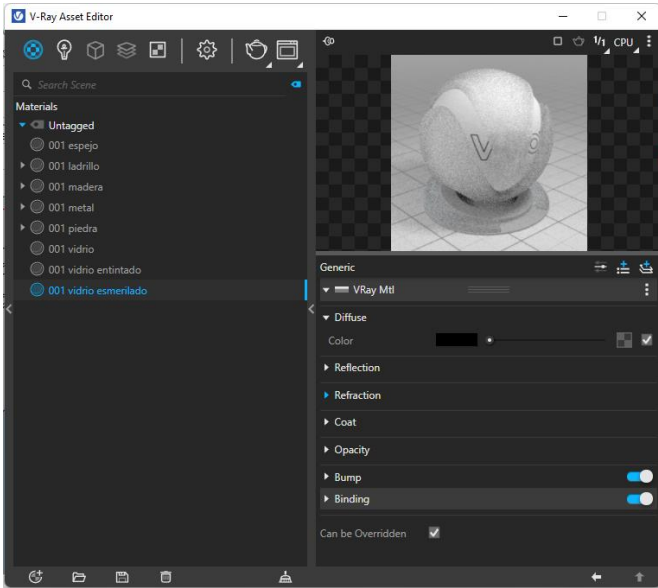 V-Ray Asset Editor
1/1 CPU
Search Scene
Materials
Untagged
001 espejo
001 ladrillo
001 madera
001 metal
001 piedra
001 vidrio
001 vidrio entintado
001 vidrio esmerilado
Generic
VRay Mtl
Diffuse
Color
Reflection
Refraction
Coat
Opacity
Bump
Binding
Can be Overridden